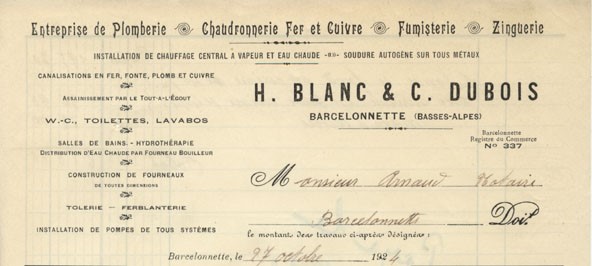 Entreprise de Plomberie Chaudronnerie Fer et Cuivre Fumisterie Zinguerie
INSTALLATION DE CHAUFFAGE CENTRAL A VAPEUR ET EAU CHAUDE SOUDURE AUTOGÈNE SUR TOUS MÉTAUX
CANALISATIONS EN FER, FONTE, PLOMB ET CUIVRE
ASSAINISSEMENT PAR LE TOUT-A-L'ÉGOUT
W.-C., TOILETTES, LAVABOS
SALLES DE BAINS. - HYDROTHÉRAPIE
DISTRIBUTION D'EAU CHAUDE PAR FOURNEAU BOUILLEUR
CONSTRUCTION DE FOURNEAUX
DE TOUTES DIMENSIONS
TOLERIE - FERBLANTERIE
INSTALLATION DE POMPES DE TOUS SYSTÈMES
H. BLANC & C. DUBOIS
BARCELONNETTE (BASSES-ALPES)
Barcelonnette
Registre du Commerce
No 337
Monsieur Arnaud Notaire
Barcelonnette Doit
le montant des travaux ci-après désignés:
Barcelonnette, le 27 octobre 1924